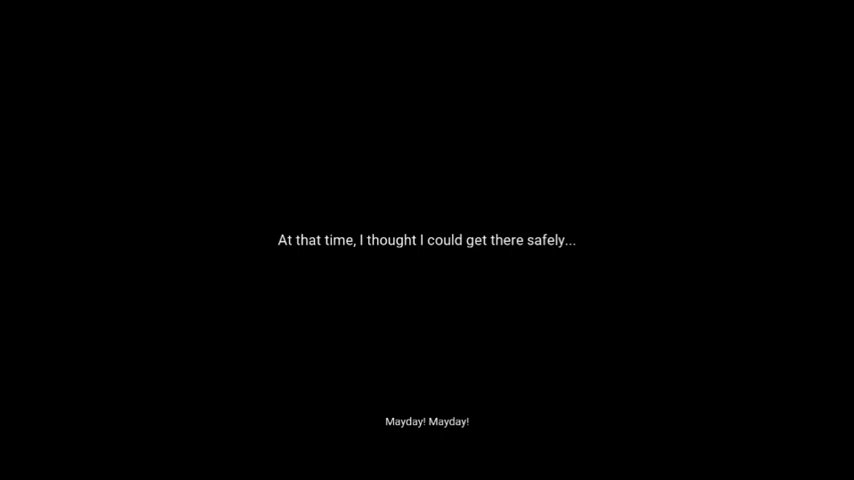 At that time, I thought I could get there safely...
Mayday! Mayday!